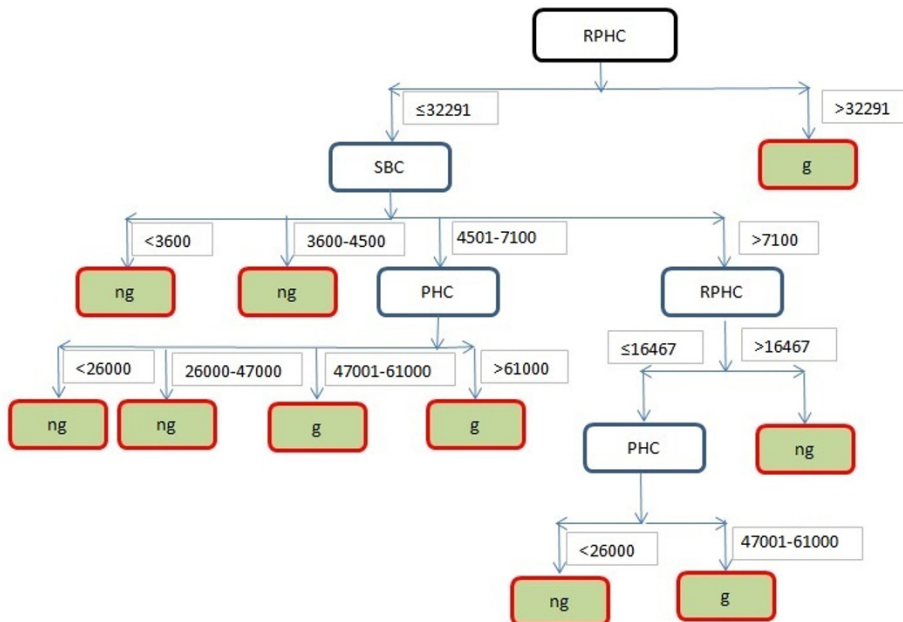 RPHC
≤32291
>32291
SBC
g
<3600
3600-4500
4501-7100
>7100
ng
ng
PHC
RPHC
<26000
26000-47000
47001-61000
>61000
≤16467
>16467
ng
ng
g
g
PHC
ng
<26000
47001-61000
ng
g